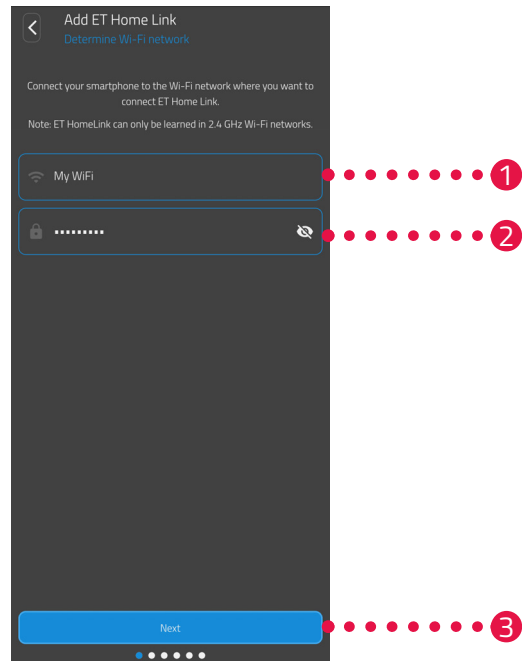 Add ET Home Link
Determine Wi-Fi network
Connect your smartphone to the Wi-Fi network where you want to
connect ET Home Link.
Note: ET HomeLink can only be learned in 2.4 GHz Wi-Fi networks.
My WiFi
1
•••••••••
2
Next
3